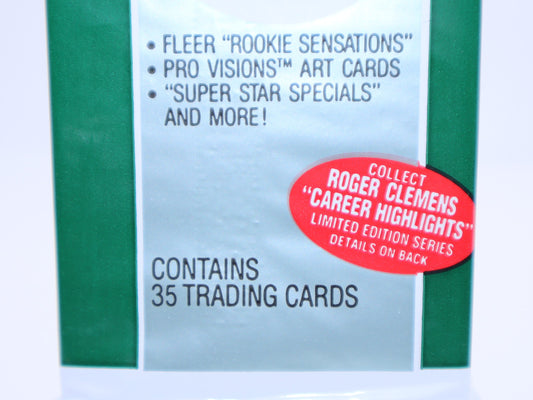 • FLEER "ROOKIE SENSATIONS"
• PRO VISIONS™ ART CARDS
• "SUPER STAR SPECIALS"
AND MORE!
COLLECT
ROGER CLEMENS
"CAREER HIGHLIGHTS"
LIMITED EDITION SERIES
DETAILS ON BACK
CONTAINS
35 TRADING CARDS